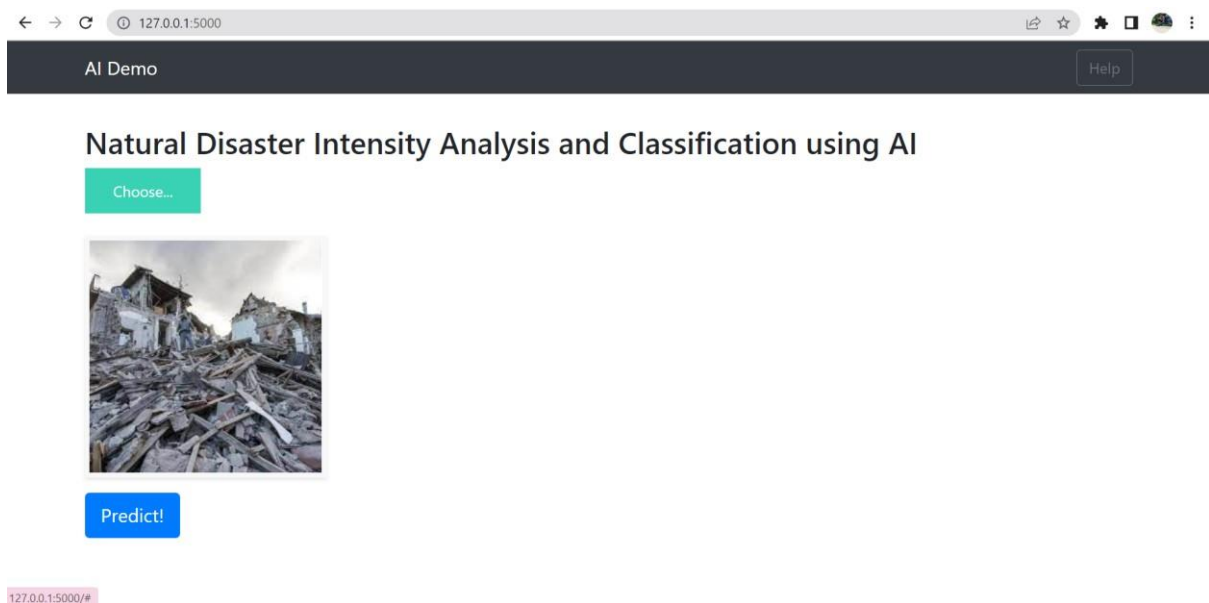 127.0.0.1:5000
AI Demo
Help
Natural Disaster Intensity Analysis and Classification using AI
Choose...
Predict!
127.0.0.1:5000/#